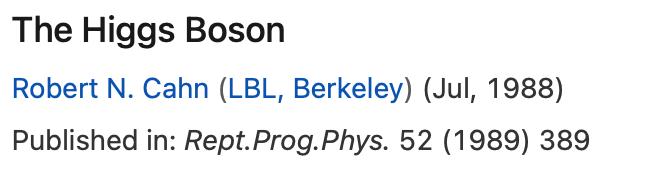 The Higgs Boson
Robert N. Cahn (LBL, Berkeley) (Jul, 1988)
Published in: Rept.Prog.Phys. 52 (1989) 389